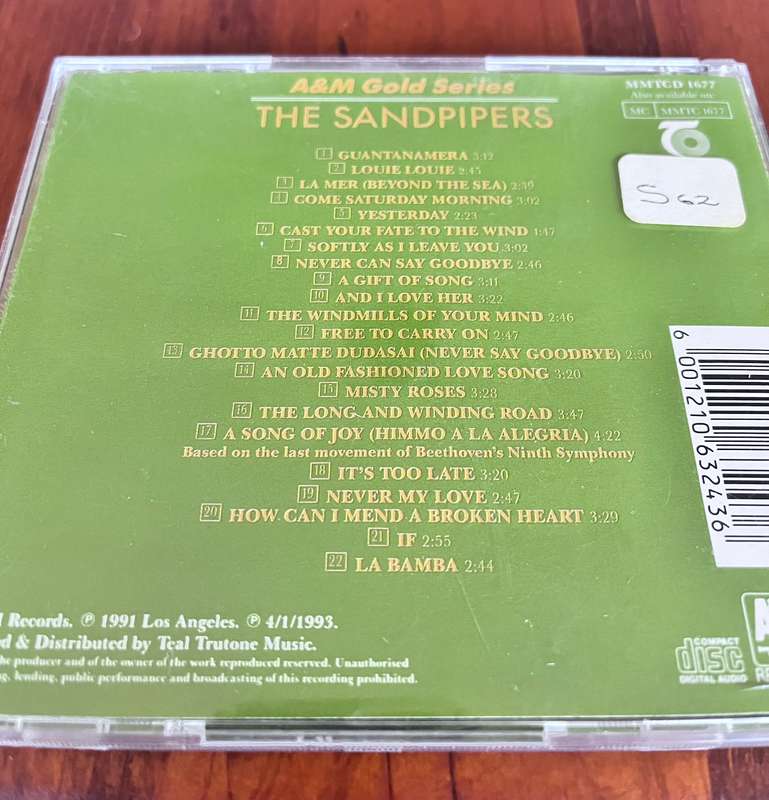 A&M Gold Series
THE SANDPIPERS
MMTCD 1677
Also available on:
MC MMTC 1677
S 62
1 GUANTANAMERA 3:12
2 LOUIE LOUIE 2:45
3 LA MER (BEYOND THE SEA) 2:39
4 COME SATURDAY MORNING 3:02
5 YESTERDAY 2:23
6 CAST YOUR FATE TO THE WIND 1:47
7 SOFTLY AS I LEAVE YOU 3:02
8 NEVER CAN SAY GOODBYE 2:46
9 A GIFT OF SONG 3:11
10 AND I LOVE HER 3:22
11 THE WINDMILLS OF YOUR MIND 2:46
12 FREE TO CARRY ON 2:47
13 GHOTTO MATTE DUDASAI (NEVER SAY GOODBYE) 2:50
14 AN OLD FASHIONED LOVE SONG 3:20
15 MISTY ROSES 3:28
16 THE LONG AND WINDING ROAD 3:47
17 A SONG OF JOY (HIMMO A LA ALEGRIA) 4:22
Based on the last movement of Beethoven's Ninth Symphony
18 IT'S TOO LATE 3:20
19 NEVER MY LOVE 2:47
20 HOW CAN I MEND A BROKEN HEART 3:29
21 IF 2:55
22 LA BAMBA 2:44
6 001210 632436
Records. ℗ 1991 Los Angeles. ℗ 4/1/1993.
& Distributed by Teal Trutone Music.
the producer and of the owner of the work reproduced reserved. Unauthorised
lending, public performance and broadcasting of this recording prohibited.
COMPACT
disc
DIGITAL AUDIO